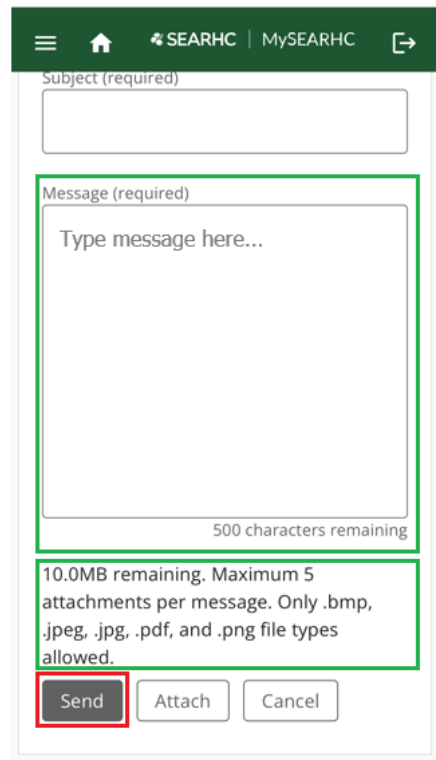 SEARHC | MySEARHC
Subject (required)
Message (required)
Type message here...
500 characters remaining
10.0MB remaining. Maximum 5
attachments per message. Only .bmp,
.jpeg, .jpg, .pdf, and .png file types
allowed.
Send Attach Cancel